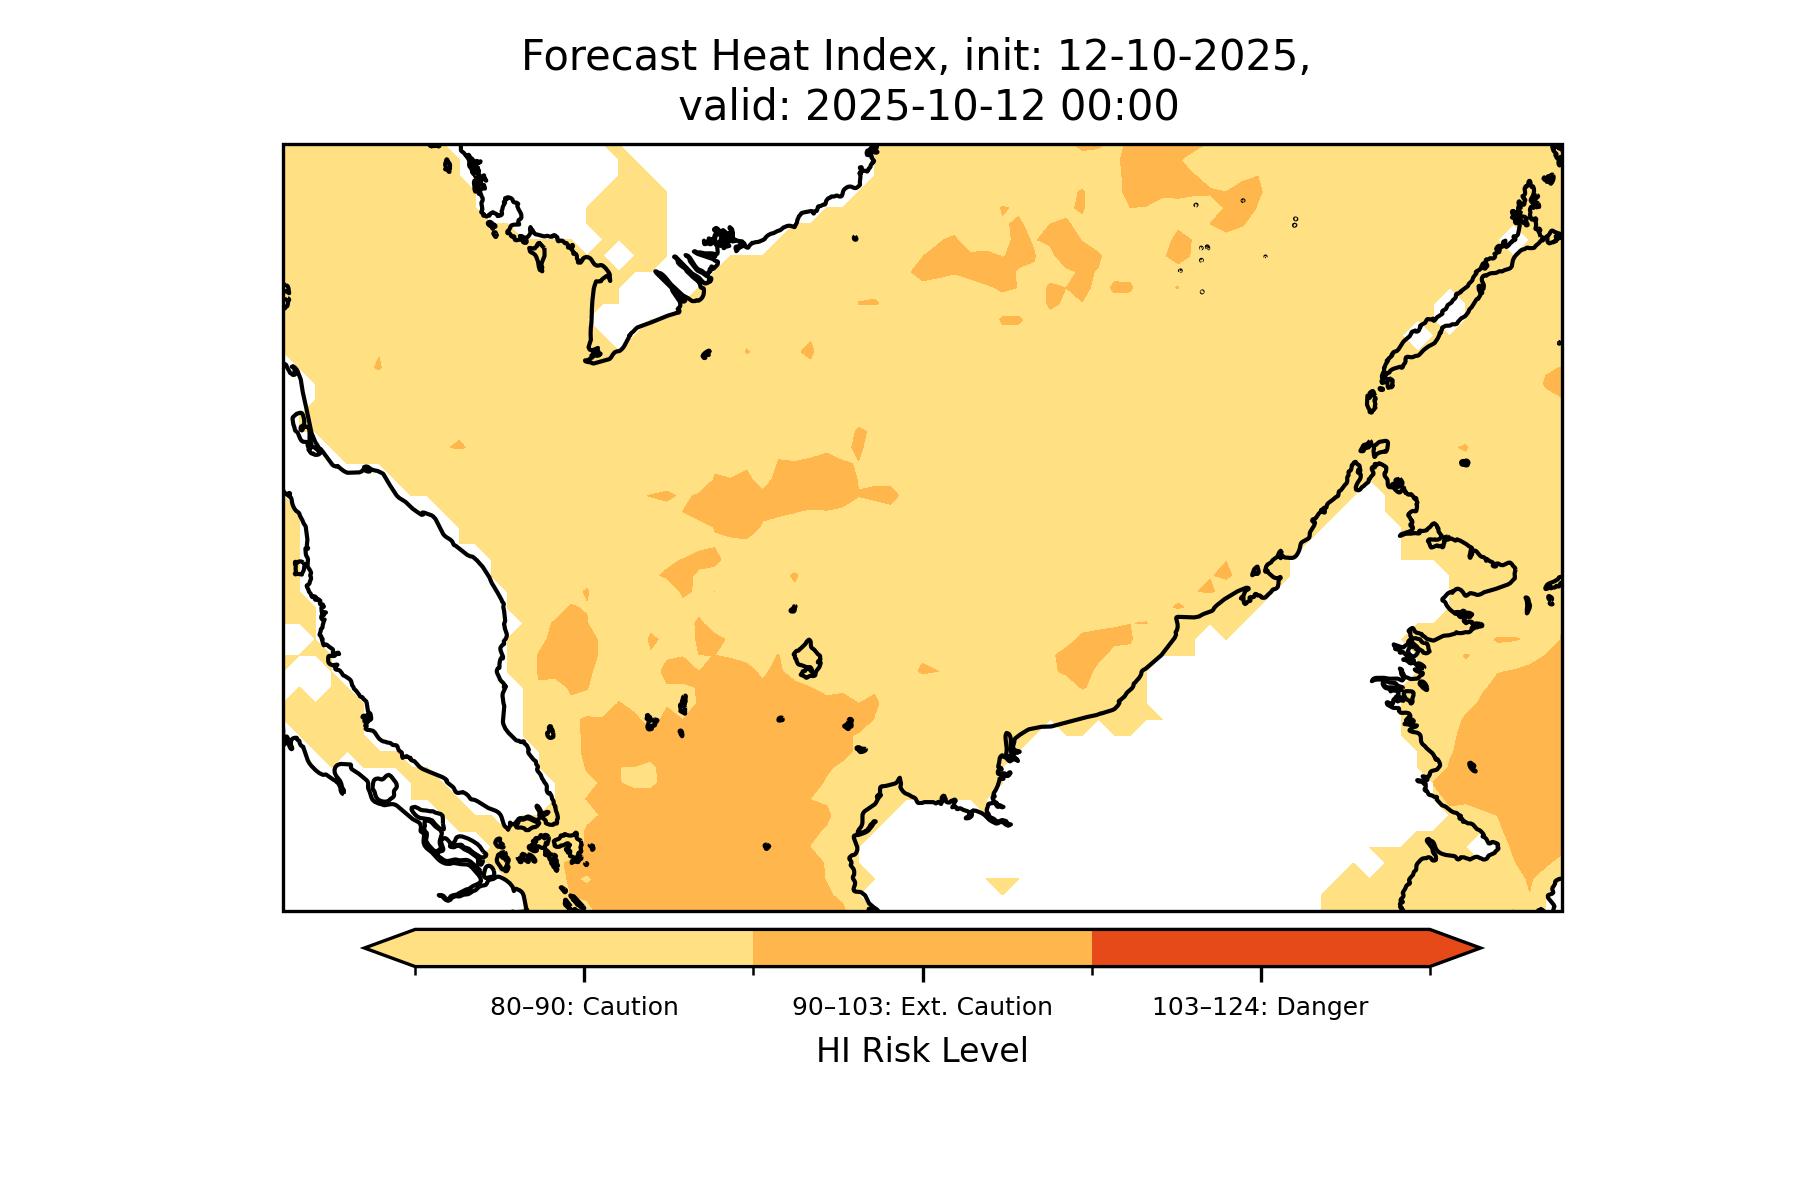 Forecast Heat Index, init: 12-10-2025,
valid: 2025-10-12 00:00
80–90: Caution
90–103: Ext. Caution
103–124: Danger
HI Risk Level